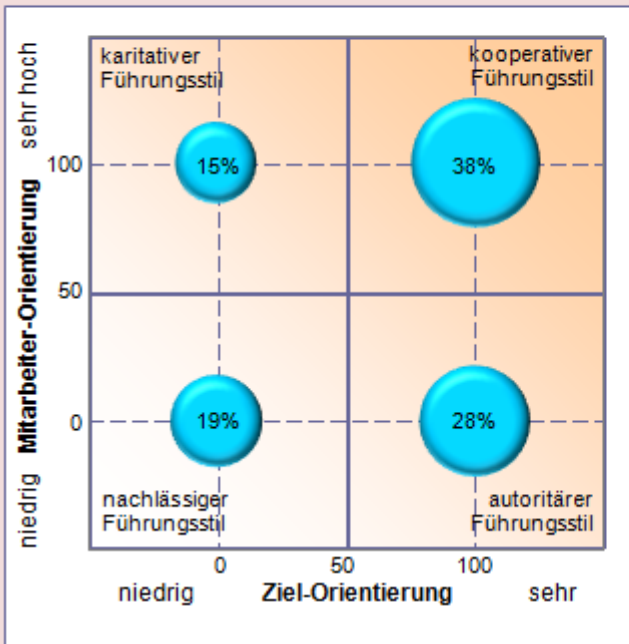 karitativer
Führungsstil
kooperativer
Führungsstil
sehr hoch
100
15%
38%
Mitarbeiter-Orientierung
50
0
19%
28%
niedrig
nachlässiger
Führungsstil
autoritärer
Führungsstil
0 50 100
niedrig Ziel-Orientierung sehr